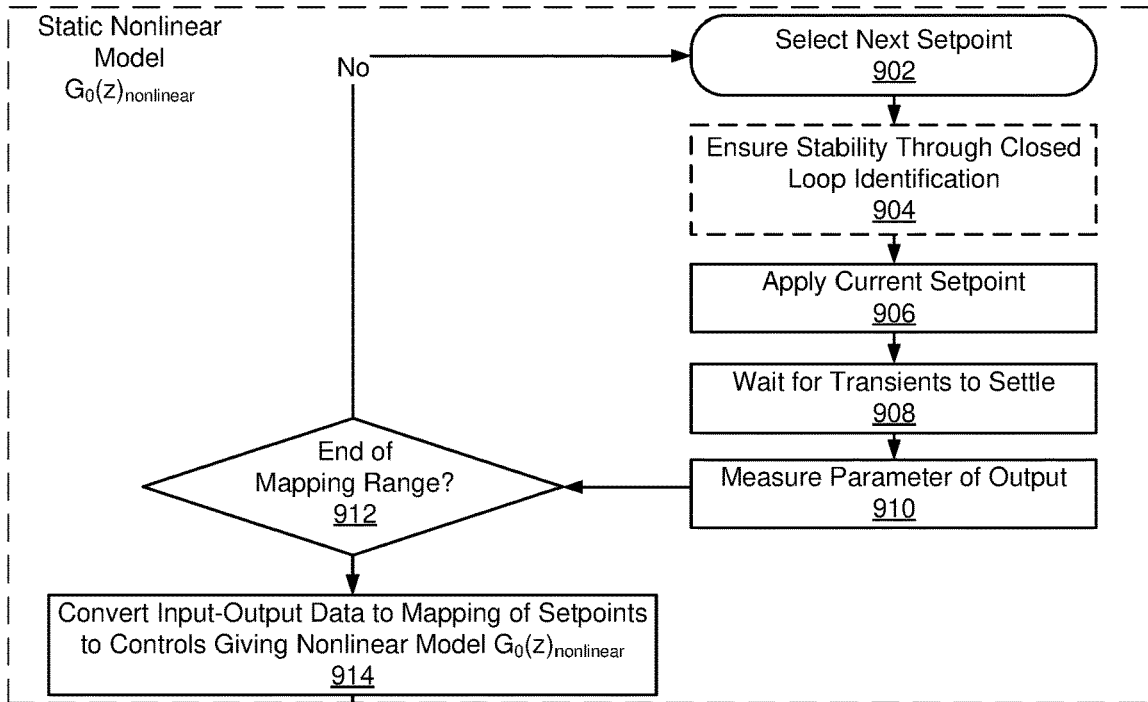 Static Nonlinear
Model
G₀(z)nonlinear
No
Select Next Setpoint
902
Ensure Stability Through Closed
Loop Identification
904
Apply Current Setpoint
906
Wait for Transients to Settle
908
Measure Parameter of Output
910
End of
Mapping Range?
912
Convert Input-Output Data to Mapping of Setpoints
to Controls Giving Nonlinear Model G₀(z)nonlinear
914